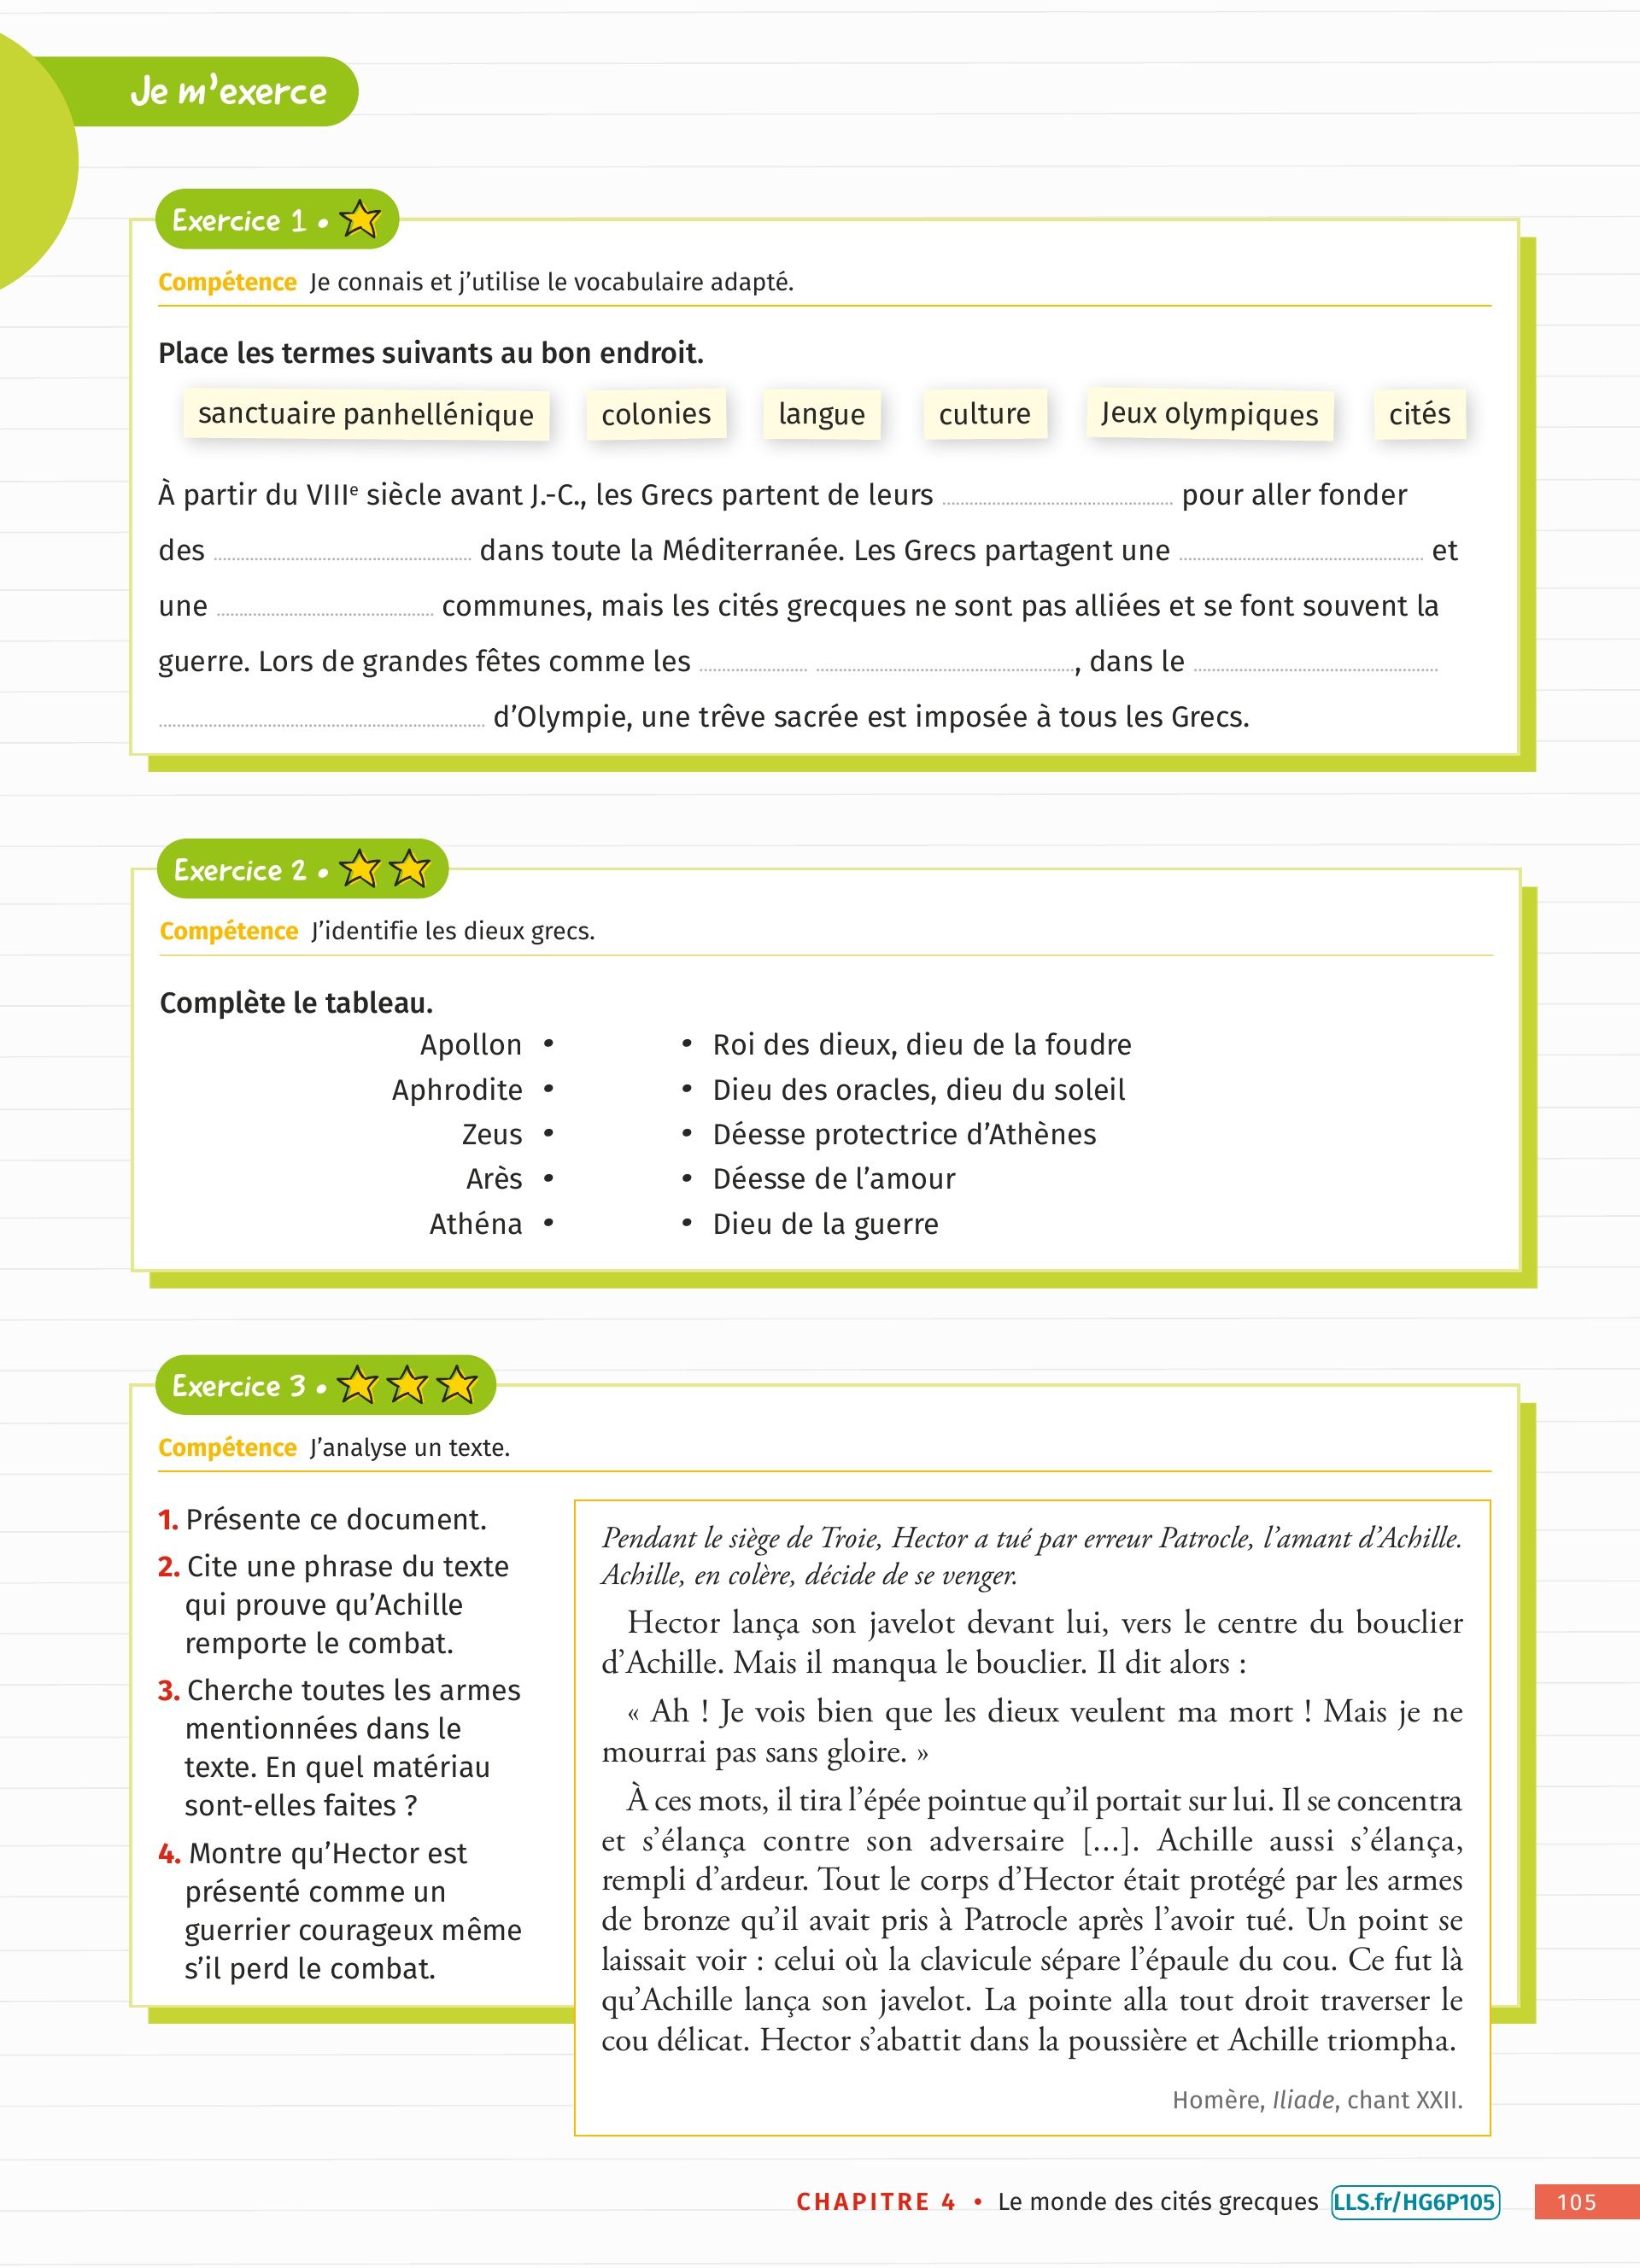 Je m'exerce
Exercice 1 •
Compétence Je connais et j'utilise le vocabulaire adapté.
Place les termes suivants au bon endroit.
sanctuaire panhellénique colonies langue culture Jeux olympiques cités
À partir du VIIIe siècle avant J.-C., les Grecs partent de leurs ........................ pour aller fonder
des ........................ dans toute la Méditerranée. Les Grecs partagent une ........................ et
une ........................ communes, mais les cités grecques ne sont pas alliées et se font souvent la
guerre. Lors de grandes fêtes comme les ............ ........................, dans le ........................
........................ d'Olympie, une trêve sacrée est imposée à tous les Grecs.
Exercice 2 •
Compétence J'identifie les dieux grecs.
Complète le tableau.
Apollon • • Roi des dieux, dieu de la foudre
Aphrodite • • Dieu des oracles, dieu du soleil
Zeus • • Déesse protectrice d'Athènes
Arès • • Déesse de l'amour
Athéna • • Dieu de la guerre
Exercice 3 •
Compétence J'analyse un texte.
1. Présente ce document.
2. Cite une phrase du texte
qui prouve qu'Achille
remporte le combat.
3. Cherche toutes les armes
mentionnées dans le
texte. En quel matériau
sont-elles faites ?
4. Montre qu'Hector est
présenté comme un
guerrier courageux même
s'il perd le combat.
Pendant le siège de Troie, Hector a tué par erreur Patrocle, l'amant d'Achille.
Achille, en colère, décide de se venger.
Hector lança son javelot devant lui, vers le centre du bouclier
d'Achille. Mais il manqua le bouclier. Il dit alors :
« Ah ! Je vois bien que les dieux veulent ma mort ! Mais je ne
mourrai pas sans gloire. »
À ces mots, il tira l'épée pointue qu'il portait sur lui. Il se concentra
et s'élança contre son adversaire [...]. Achille aussi s'élança,
rempli d'ardeur. Tout le corps d'Hector était protégé par les armes
de bronze qu'il avait pris à Patrocle après l'avoir tué. Un point se
laissait voir : celui où la clavicule sépare l'épaule du cou. Ce fut là
qu'Achille lança son javelot. La pointe alla tout droit traverser le
cou délicat. Hector s'abattit dans la poussière et Achille triompha.
Homère, Iliade, chant XXII.
CHAPITRE 4 • Le monde des cités grecques LLS.fr/HG6P105 105